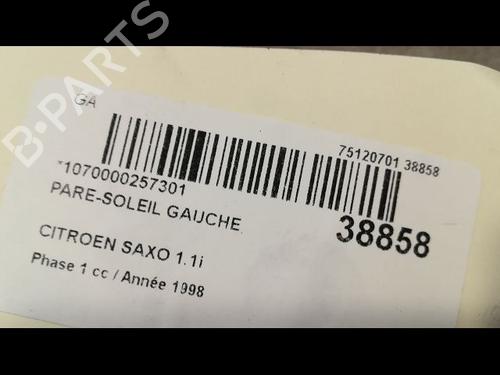 B-PARTS
GA
75120701 38858
*1070000257301
PARE-SOLEIL GAUCHE
38858
CITROEN SAXO 1.1i
Phase 1 cc / Année 1998